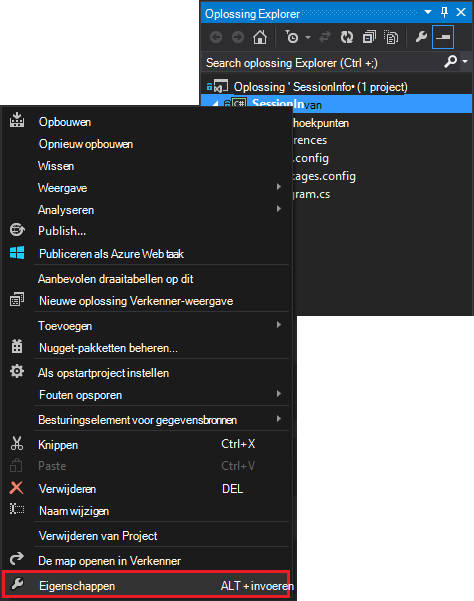 Oplossing Explorer
Search oplossing Explorer (Ctrl +;)
Oplossing ' SessionInfo• (1 project)
C# SessionInvan
hoekpunten
rences
.config
tages.config
gram.cs
Opbouwen
Opnieuw opbouwen
Wissen
Weergave
Analyseren
Publish...
Publiceren als Azure Web taak
Aanbevolen draaitabellen op dit
Nieuwe oplossing Verkenner-weergave
Toevoegen
Nugget-pakketten beheren...
Als opstartproject instellen
Fouten opsporen
Besturingselement voor gegevensbronnen
Knippen Ctrl+X
Paste Ctrl+V
Verwijderen DEL
Naam wijzigen
Verwijderen van Project
De map openen in Verkenner
Eigenschappen ALT + invoeren